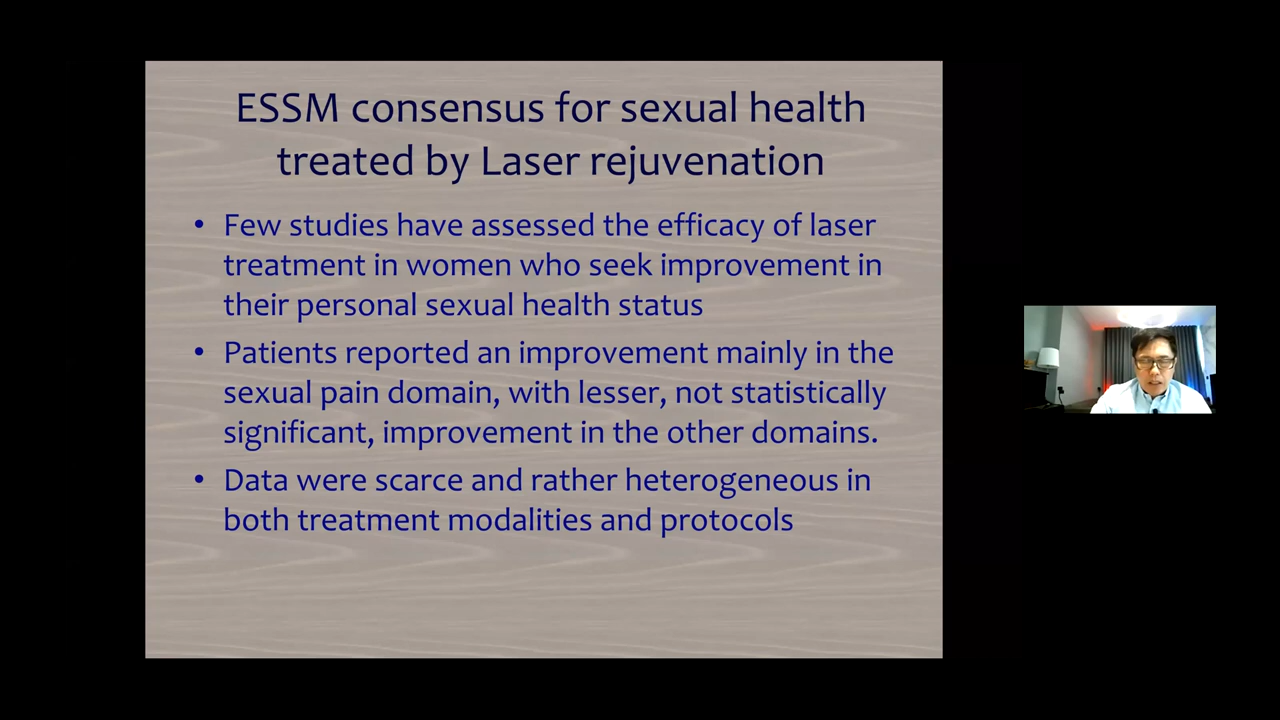 ESSM consensus for sexual health
treated by Laser rejuvenation
• Few studies have assessed the efficacy of laser
treatment in women who seek improvement in
their personal sexual health status
• Patients reported an improvement mainly in the
sexual pain domain, with lesser, not statistically
significant, improvement in the other domains.
• Data were scarce and rather heterogeneous in
both treatment modalities and protocols